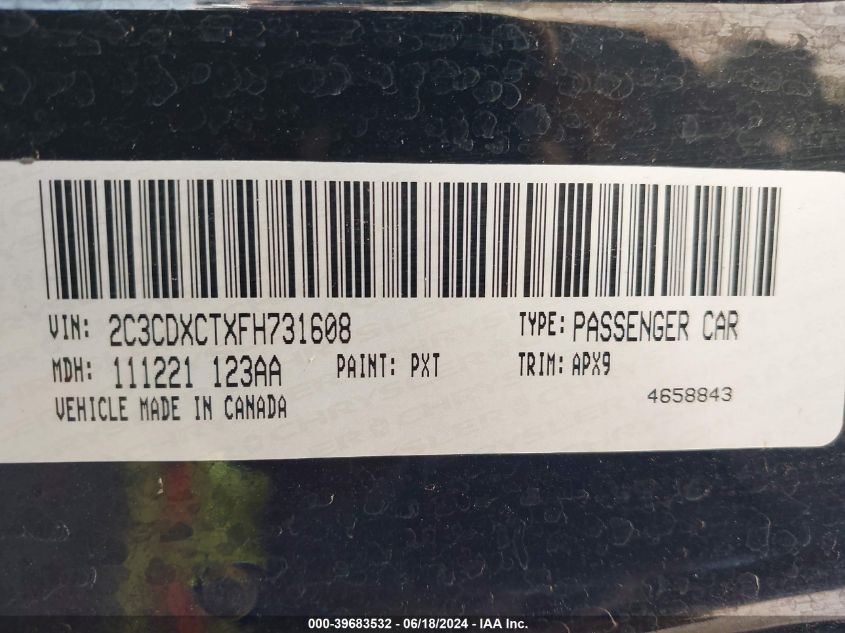 VIN: 2C3CDXCTXFH731608 TYPE: PASSENGER CAR
MDH: 111221 123AA PAINT: PXT TRIM: APX9
VEHICLE MADE IN CANADA 4658843
000-39683532 - 06/18/2024 - IAA Inc.